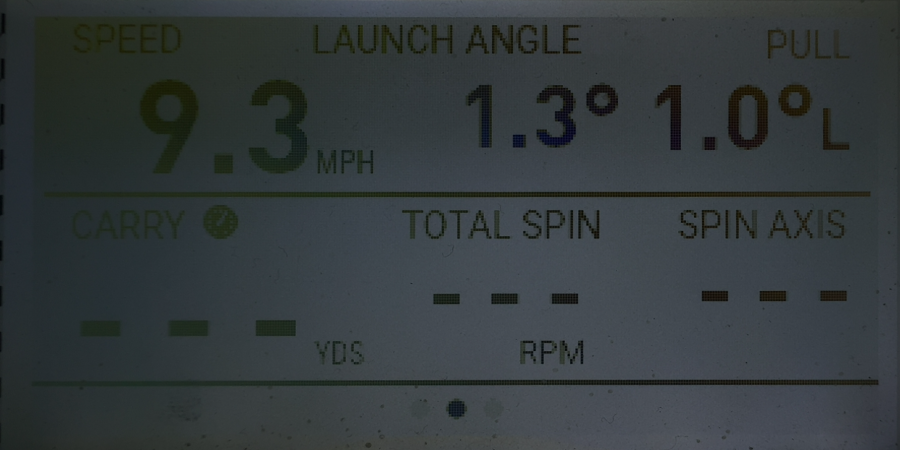 SPEED LAUNCH ANGLE PULL
9.3 MPH 1.3° 1.0° L
CARRY TOTAL SPIN SPIN AXIS
- - - YDS - - - RPM - - -